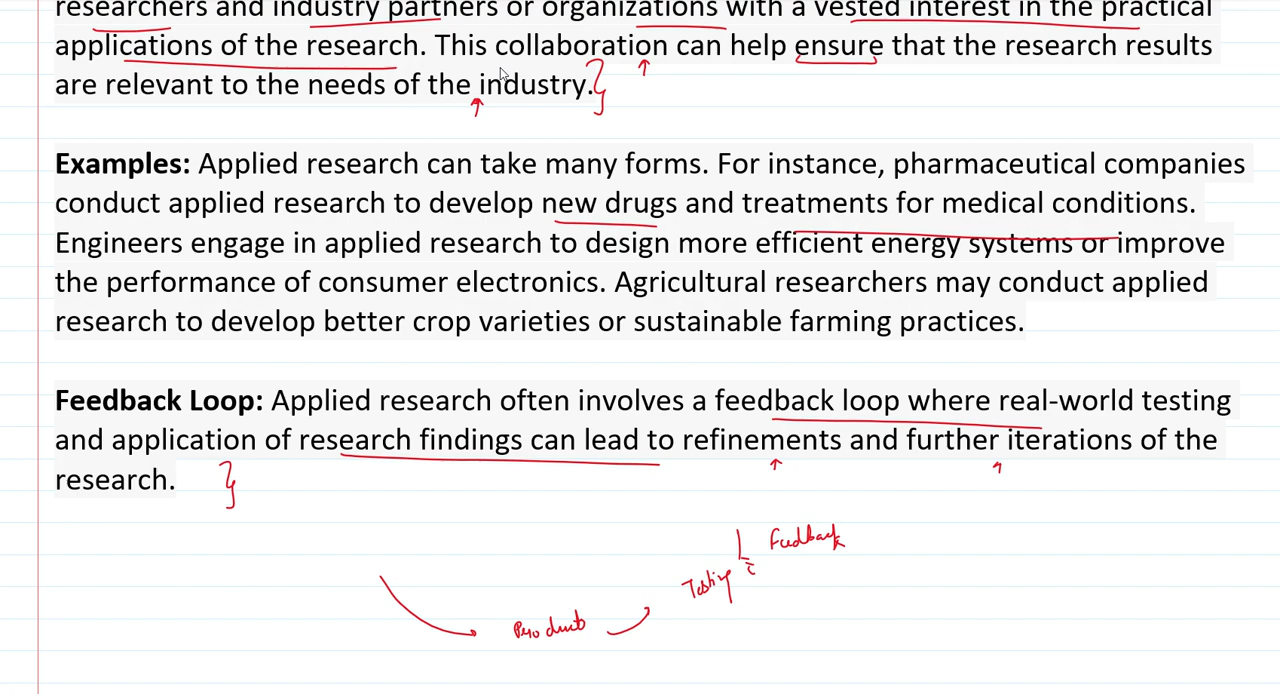 researchers and industry partners or organizations with a vested interest in the practical
applications of the research. This collaboration can help ensure that the research results
are relevant to the needs of the industry.
Examples: Applied research can take many forms. For instance, pharmaceutical companies
conduct applied research to develop new drugs and treatments for medical conditions.
Engineers engage in applied research to design more efficient energy systems or improve
the performance of consumer electronics. Agricultural researchers may conduct applied
research to develop better crop varieties or sustainable farming practices.
Feedback Loop: Applied research often involves a feedback loop where real-world testing
and application of research findings can lead to refinements and further iterations of the
research.
Feedback
Testing
Product